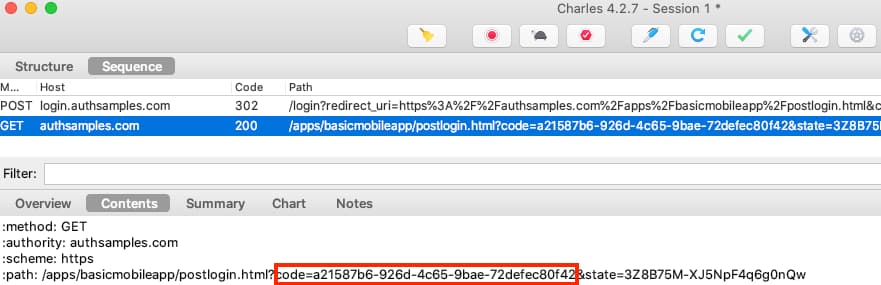 Charles 4.2.7 - Session 1 *
Structure Sequence
M... Host Code Path
POST login.authsamples.com 302 /login?redirect_uri=https%3A%2F%2Fauthsamples.com%2Fapps%2Fbasicmobileapp%2Fpostlogin.html&c
GET authsamples.com 200 /apps/basicmobileapp/postlogin.html?code=a21587b6-926d-4c65-9bae-72defec80f42&state=3Z8B75M
Filter:
Overview Contents Summary Chart Notes
:method: GET
:authority: authsamples.com
:scheme: https
:path: /apps/basicmobileapp/postlogin.html?code=a21587b6-926d-4c65-9bae-72defec80f42&state=3Z8B75M-XJ5NpF4q6g0nQw